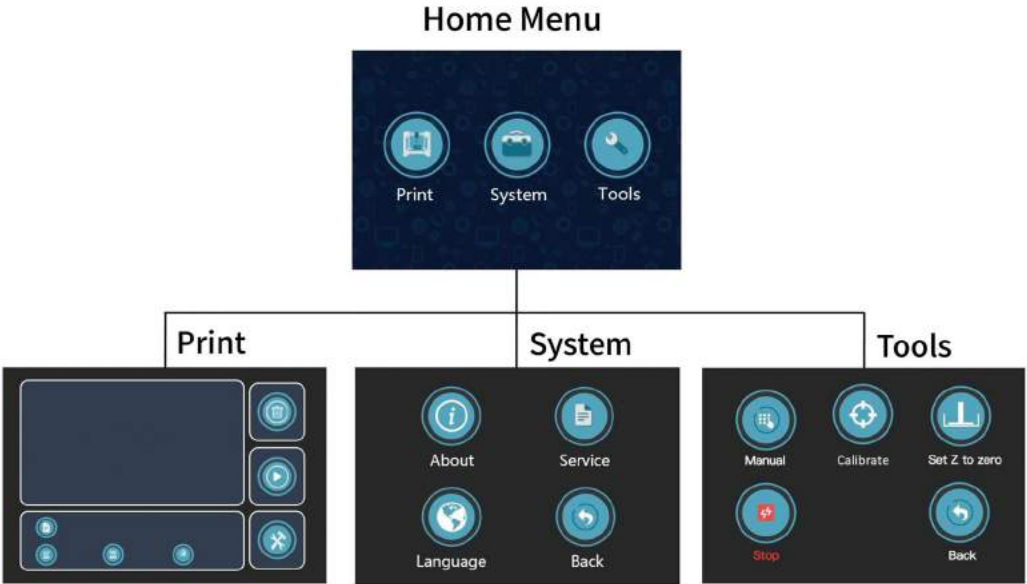 Home Menu
Print System Tools
Print System Tools
About Service
Language Back
Manual Calibrate Set Z to zero
Stop Back